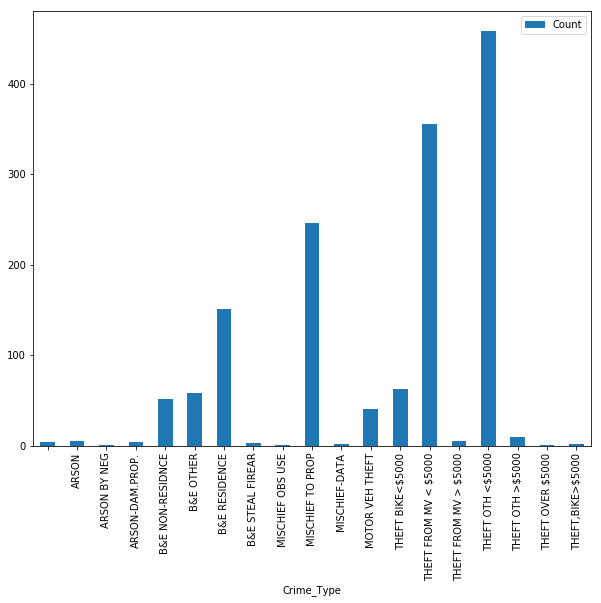 Count
400
300
200
100
0
ARSON
ARSON BY NEG
ARSON-DAM.PROP.
B&E NON-RESIDNCE
B&E OTHER
B&E RESIDENCE
B&E STEAL FIREAR
MISCHIEF OBS USE
MISCHIEF TO PROP
MISCHIEF-DATA
MOTOR VEH THEFT
THEFT BIKE<$5000
THEFT FROM MV < $5000
THEFT FROM MV > $5000
THEFT OTH <$5000
THEFT OTH >$5000
THEFT OVER $5000
THEFT,BIKE>$5000
Crime_Type